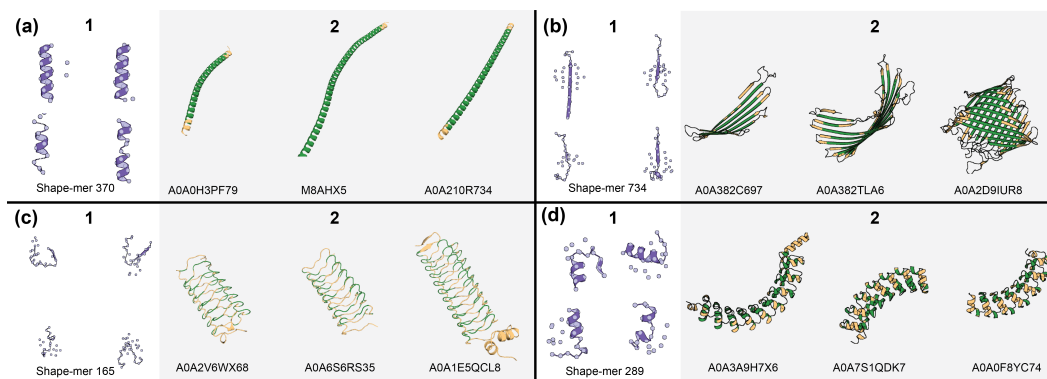 (a)
1
2
Shape-mer 370
A0A0H3PF79
M8AHX5
A0A210R734
(b)
1
2
Shape-mer 734
A0A382C697
A0A382TLA6
A0A2D9IUR8
(c)
1
2
Shape-mer 165
A0A2V6WX68
A0A6S6RS35
A0A1E5QCL8
(d)
1
2
Shape-mer 289
A0A3A9H7X6
A0A7S1QDK7
A0A0F8YC74